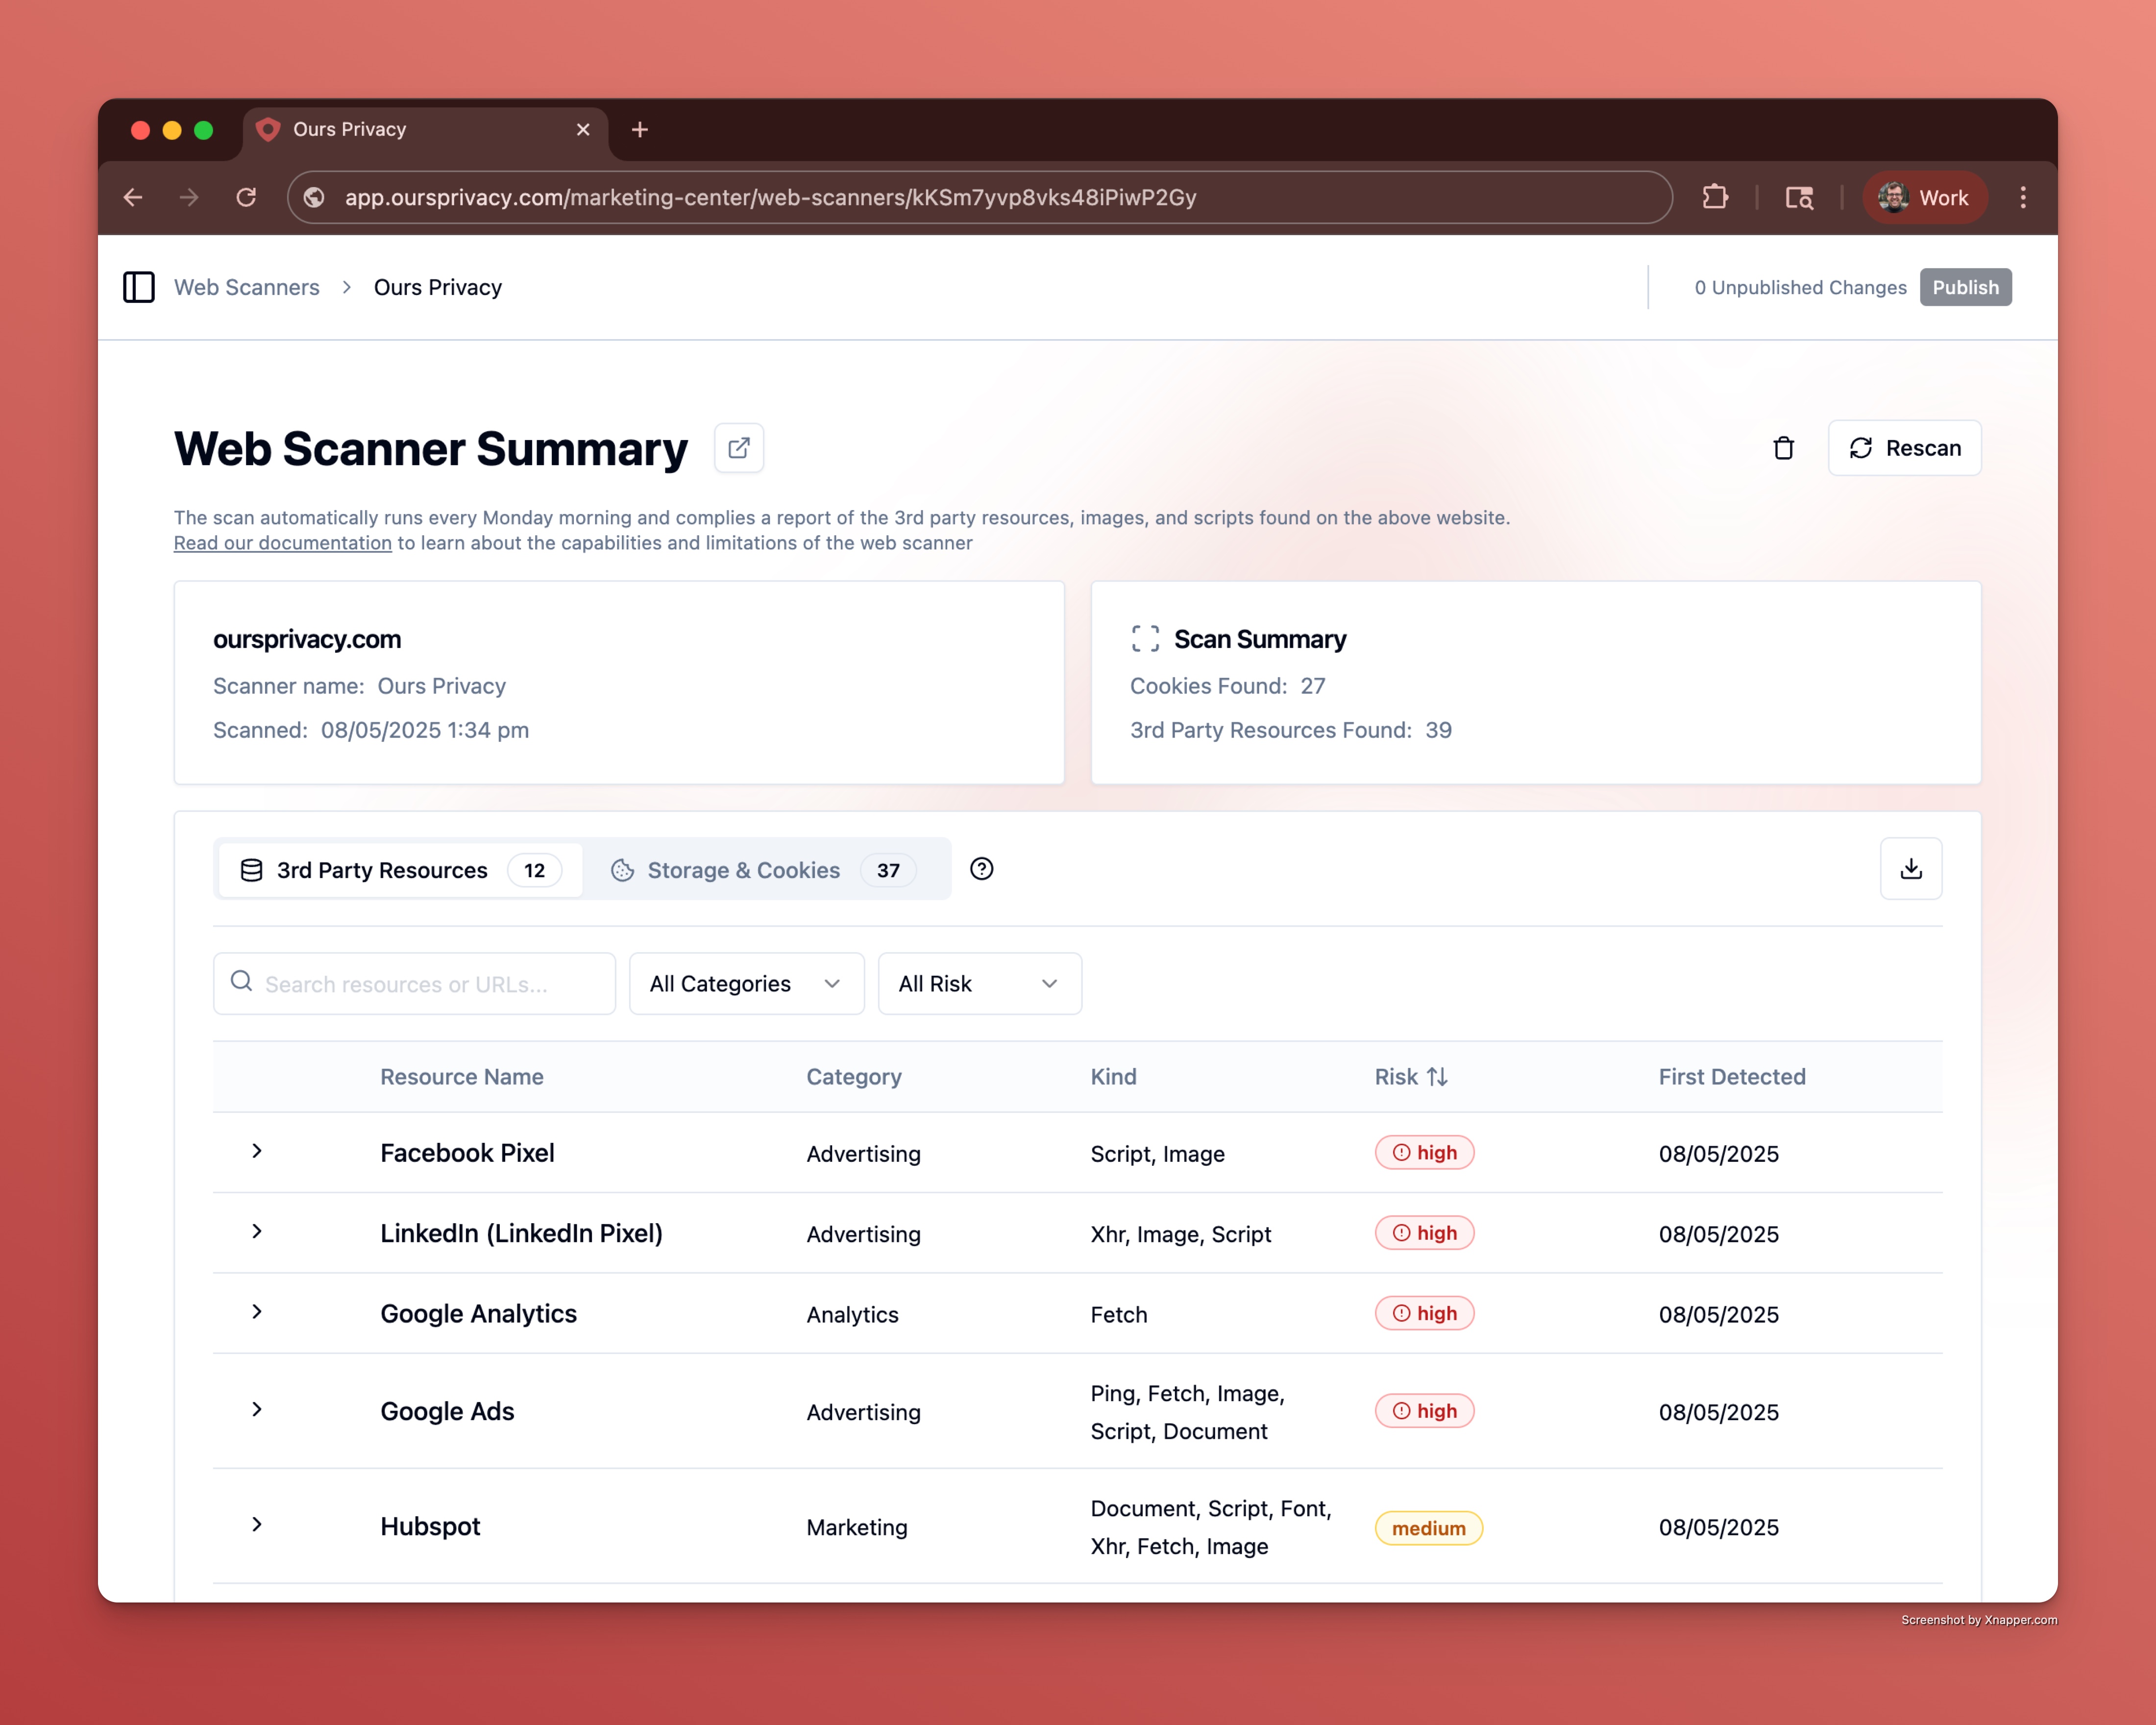 Ours Privacy
app.oursprivacy.com/marketing-center/web-scanners/kKSm7yvp8vks48iPiwP2Gy
Work
Web Scanners
Ours Privacy
0 Unpublished Changes
Publish
Web Scanner Summary
Rescan
The scan automatically runs every Monday morning and complies a report of the 3rd party resources, images, and scripts found on the above website.
Read our documentation to learn about the capabilities and limitations of the web scanner
oursprivacy.com
Scanner name: Ours Privacy
Scanned: 08/05/2025 1:34 pm
Scan Summary
Cookies Found: 27
3rd Party Resources Found: 39
3rd Party Resources 12
Storage & Cookies 37
Search resources or URLs...
All Categories
All Risk
Resource Name Category Kind Risk First Detected
Facebook Pixel Advertising Script, Image high 08/05/2025
LinkedIn (LinkedIn Pixel) Advertising Xhr, Image, Script high 08/05/2025
Google Analytics Analytics Fetch high 08/05/2025
Google Ads Advertising Ping, Fetch, Image,
Script, Document high 08/05/2025
Hubspot Marketing Document, Script, Font,
Xhr, Fetch, Image medium 08/05/2025
Screenshot by Xnapper.com